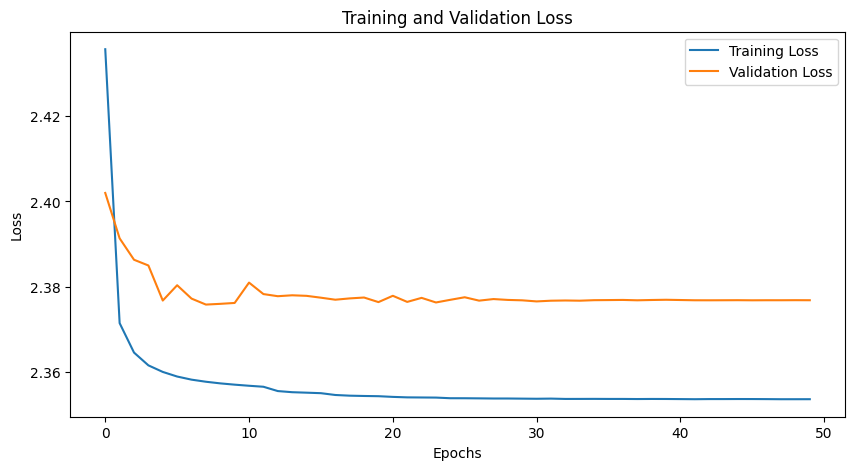 Training and Validation Loss
Training Loss
Validation Loss
Loss
2.42
2.40
2.38
2.36
0 10 20 30 40 50
Epochs